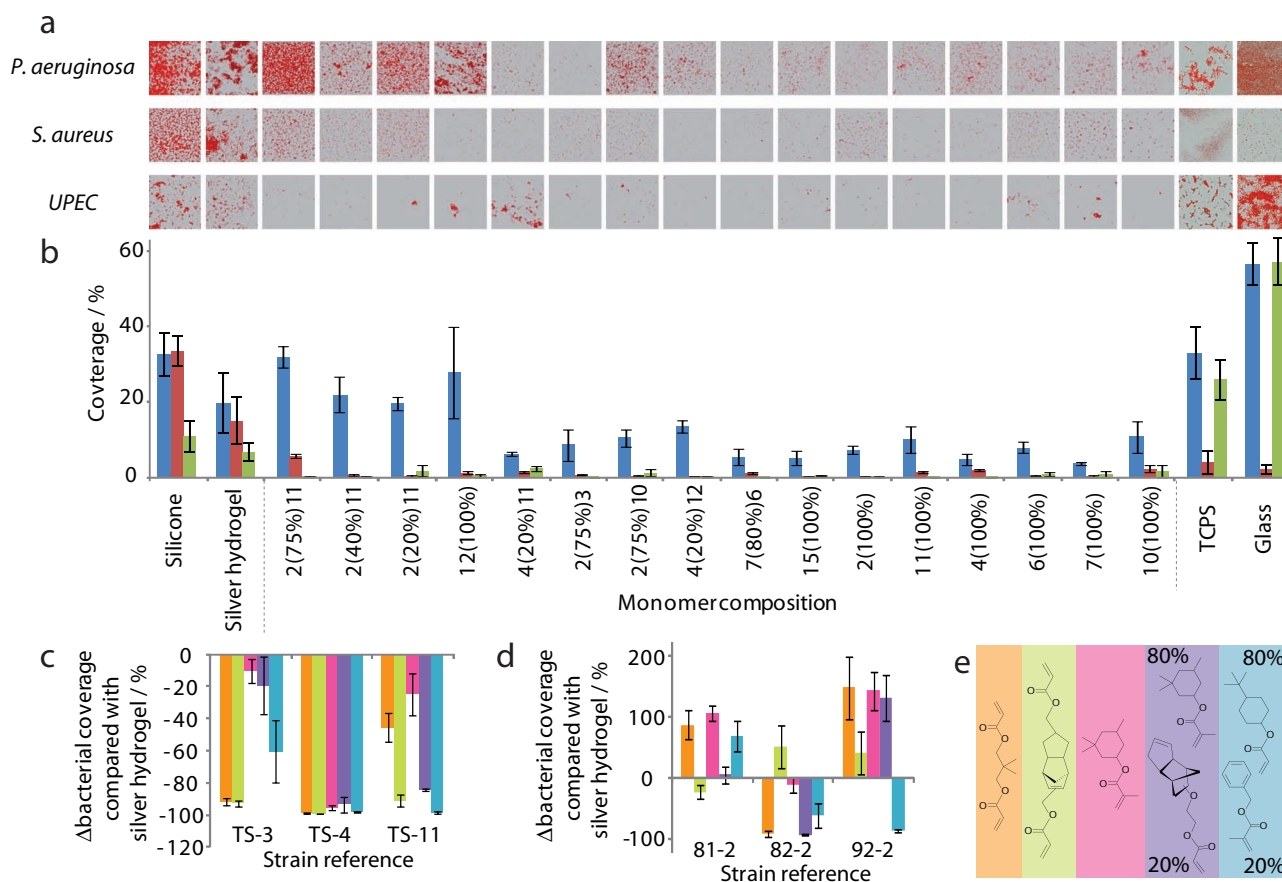 a
P. aeruginosa
S. aureus
UPEC
b
Covterage / %
60
40
20
0
Silicone
Silver hydrogel
2(75%)11
2(40%)11
2(20%)11
12(100%)
4(20%)11
2(75%)3
2(75%)10
4(20%)12
7(80%)6
15(100%)
2(100%)
11(100%)
4(100%)
6(100%)
7(100%)
10(100%)
TCPS
Glass
Monomer composition
c
Δbacterial coverage
compared with
silver hydrogel / %
0
-20
-40
-60
-80
-100
-120
TS-3 TS-4 TS-11
Strain reference
d
Δbacterial coverage
compared with
silver hydrogel / %
200
100
0
-100
81-2 82-2 92-2
Strain reference
e
80% 80%
O O O O
O O O O
O O
O O
O O
O
O O
O O
20% 20%